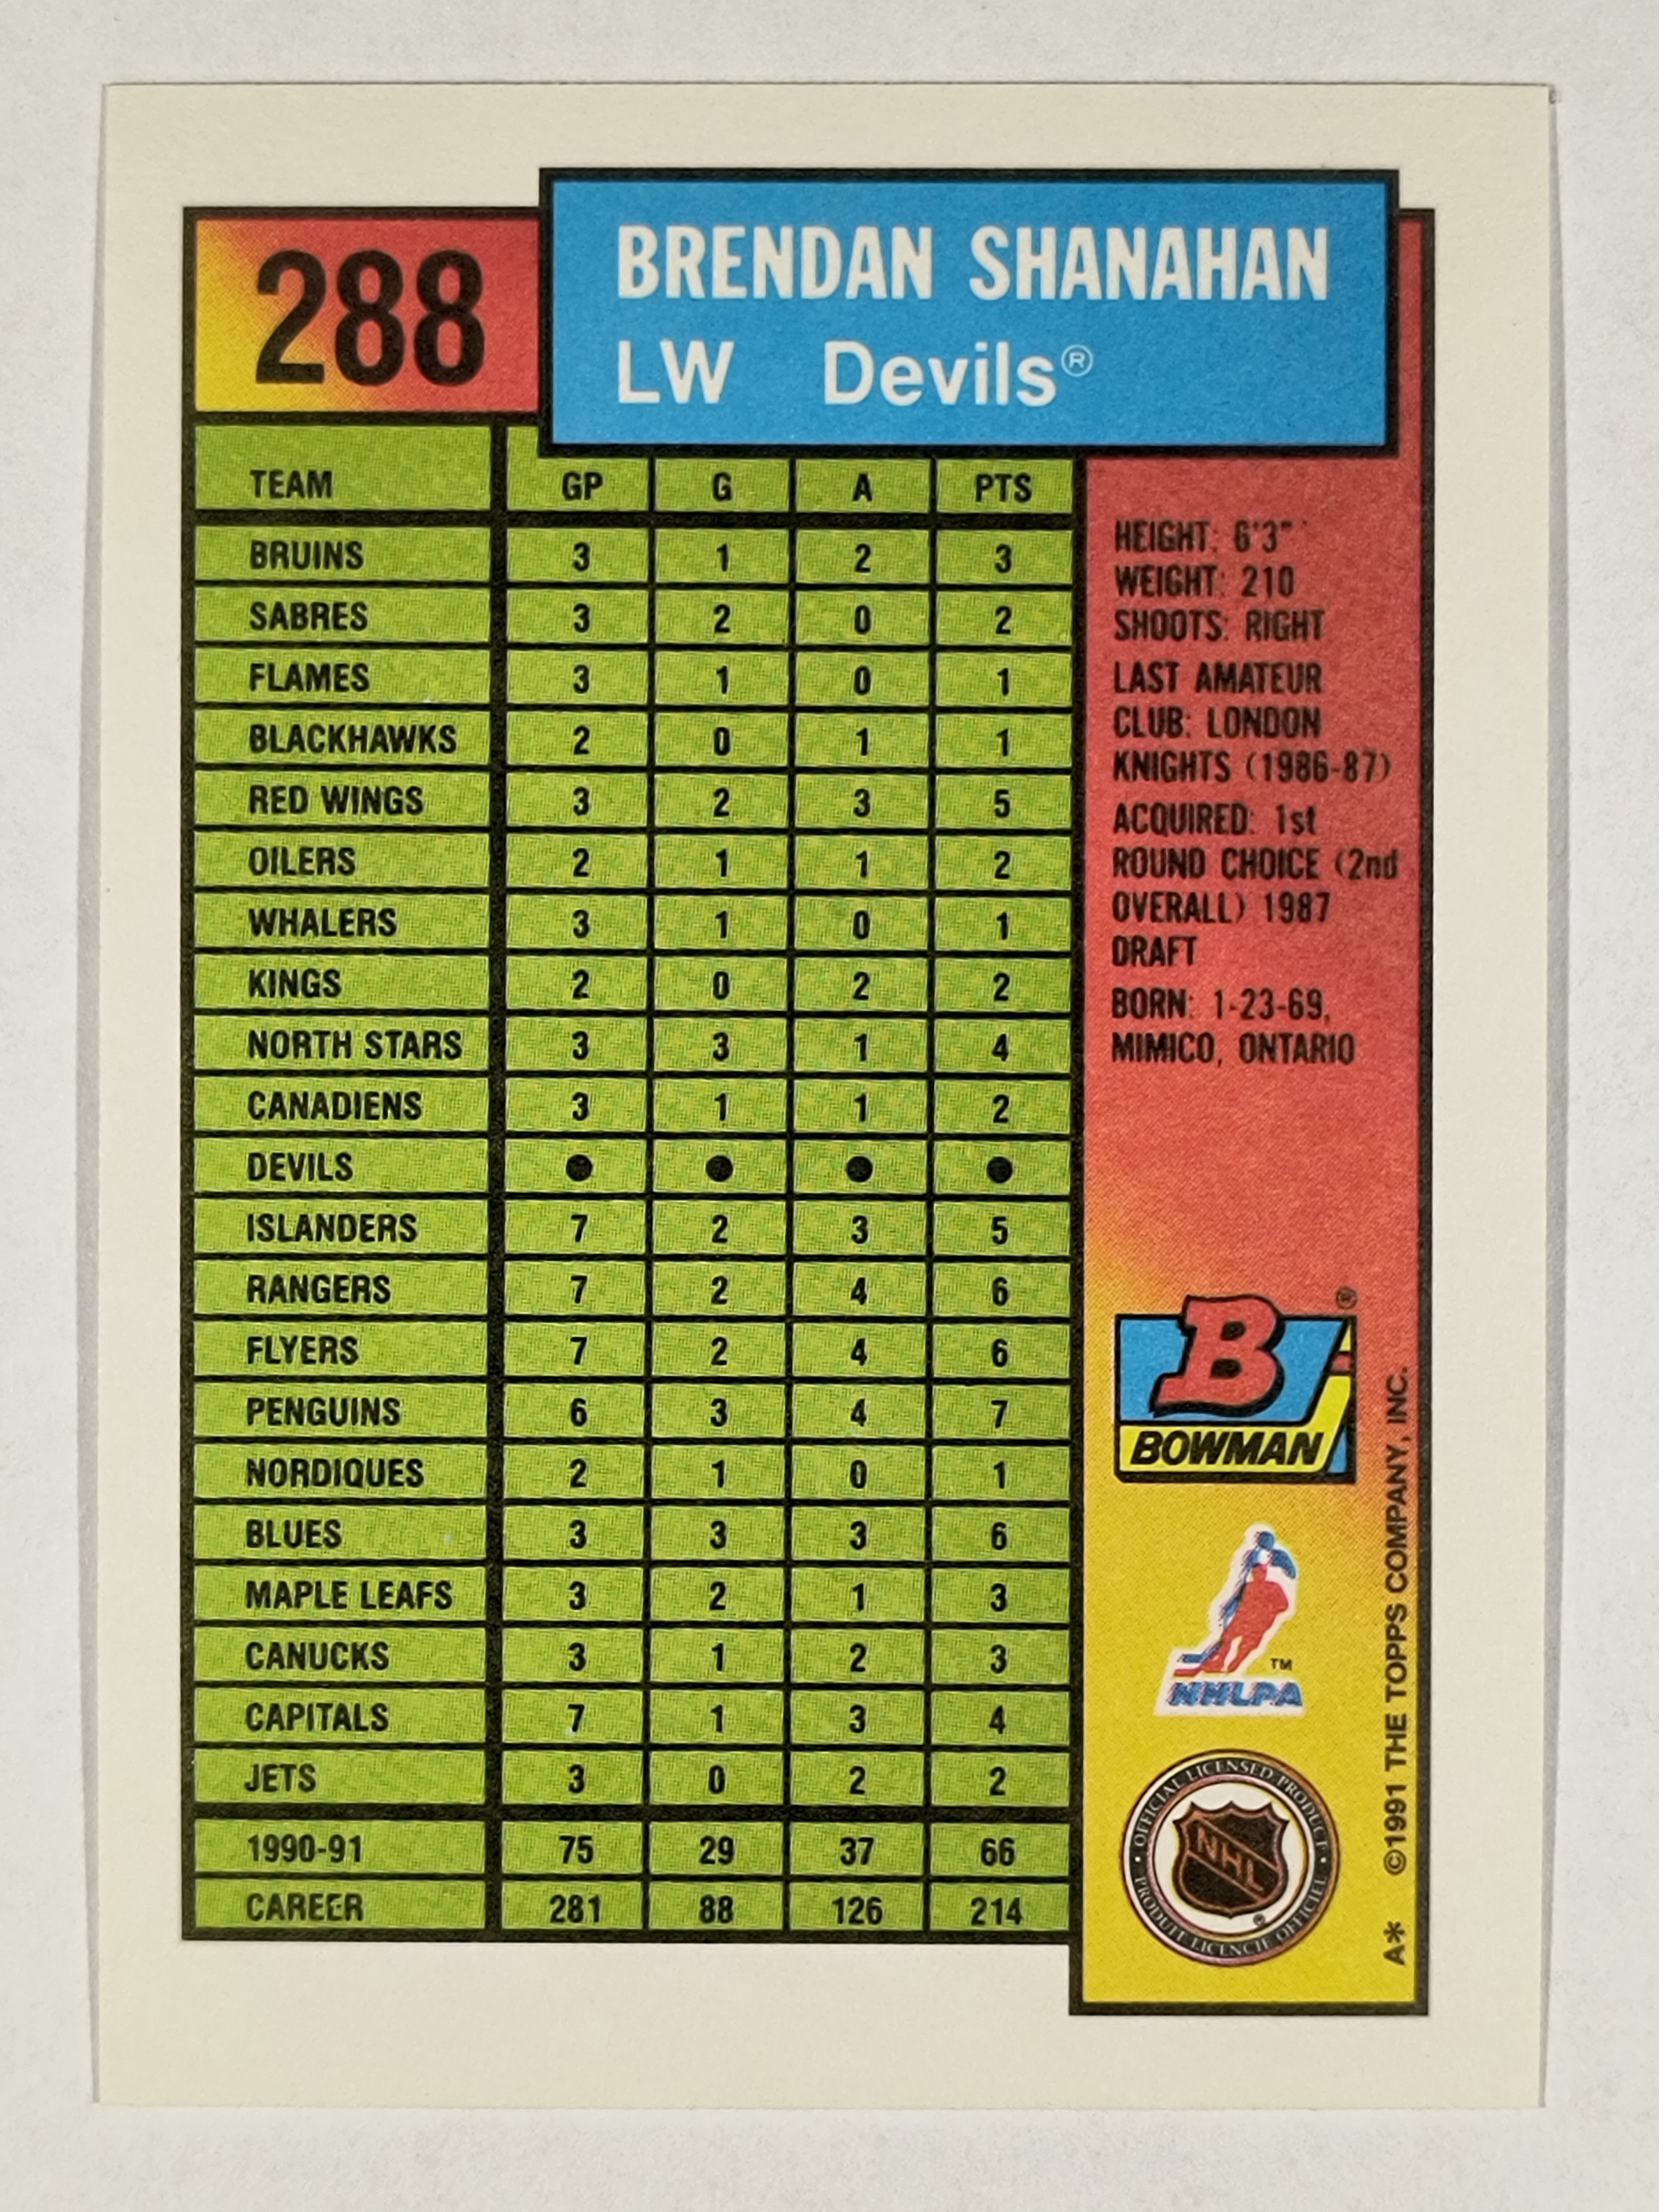 288
BRENDAN SHANAHAN
LW Devils®
TEAM GP G A PTS
BRUINS 3 1 2 3
SABRES 3 2 0 2
FLAMES 3 1 0 1
BLACKHAWKS 2 0 1 1
RED WINGS 3 2 3 5
OILERS 2 1 1 2
WHALERS 3 1 0 1
KINGS 2 0 2 2
NORTH STARS 3 3 1 4
CANADIENS 3 1 1 2
DEVILS ● ● ● ●
ISLANDERS 7 2 3 5
RANGERS 7 2 4 6
FLYERS 7 2 4 6
PENGUINS 6 3 4 7
NORDIQUES 2 1 0 1
BLUES 3 3 3 6
MAPLE LEAFS 3 2 1 3
CANUCKS 3 1 2 3
CAPITALS 7 1 3 4
JETS 3 0 2 2
1990-91 75 29 37 66
CAREER 281 88 126 214
HEIGHT: 6'3"
WEIGHT: 210
SHOOTS: RIGHT
LAST AMATEUR
CLUB: LONDON
KNIGHTS (1986-87)
ACQUIRED: 1st
ROUND CHOICE (2nd
OVERALL) 1987
DRAFT
BORN: 1-23-69,
MIMICO, ONTARIO
B ®
BOWMAN
TM
NHLPA
• OFFICIAL LICENSED PRODUCT •
NHL ®
PRODUIT LICENCIE OFFICIEL
A* ©1991 THE TOPPS COMPANY, INC.